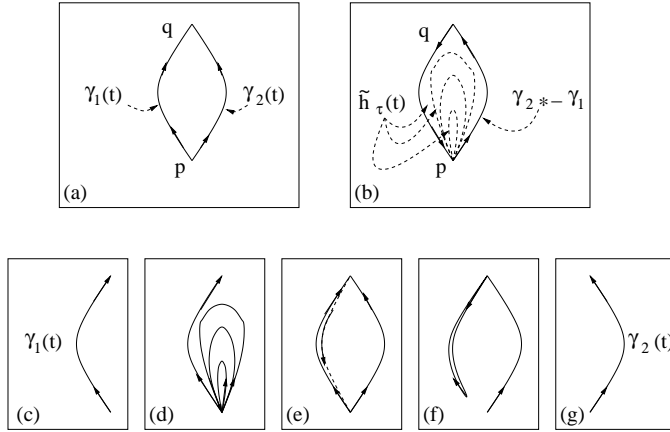 q
γ₁(t)
γ₂(t)
p
(a)
q
h̃ τ(t)
γ₂ *− γ₁
p
(b)
γ₁(t)
(c)
(d)
(e)
(f)
γ₂(t)
(g)